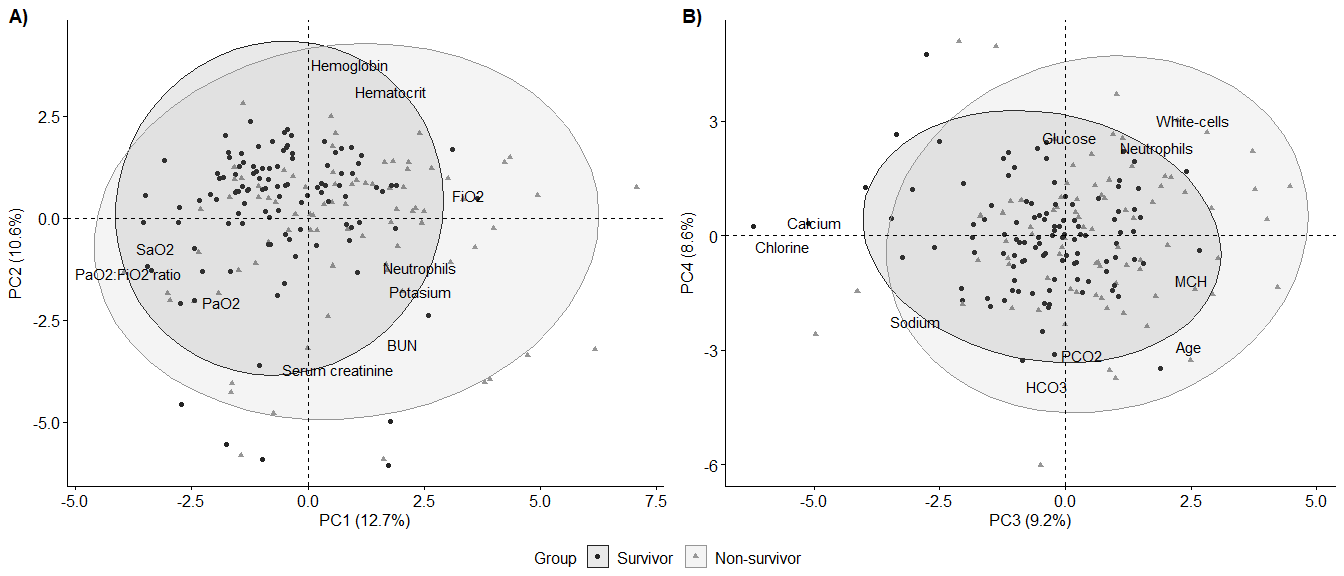 A)
Hemoglobin
Hematocrit
FiO2
SaO2
PaO2:FiO2 ratio
PaO2
Neutrophils
Potasium
BUN
Serum creatinine
2.5
0.0
-2.5
-5.0
PC2 (10.6%)
-5.0 -2.5 0.0 2.5 5.0 7.5
PC1 (12.7%)
B)
White-cells
Glucose
Neutrophils
Calcium
Chlorine
MCH
Sodium
Age
PCO2
HCO3
3
0
-3
-6
PC4 (8.6%)
-5.0 -2.5 0.0 2.5 5.0
PC3 (9.2%)
Group Survivor Non-survivor